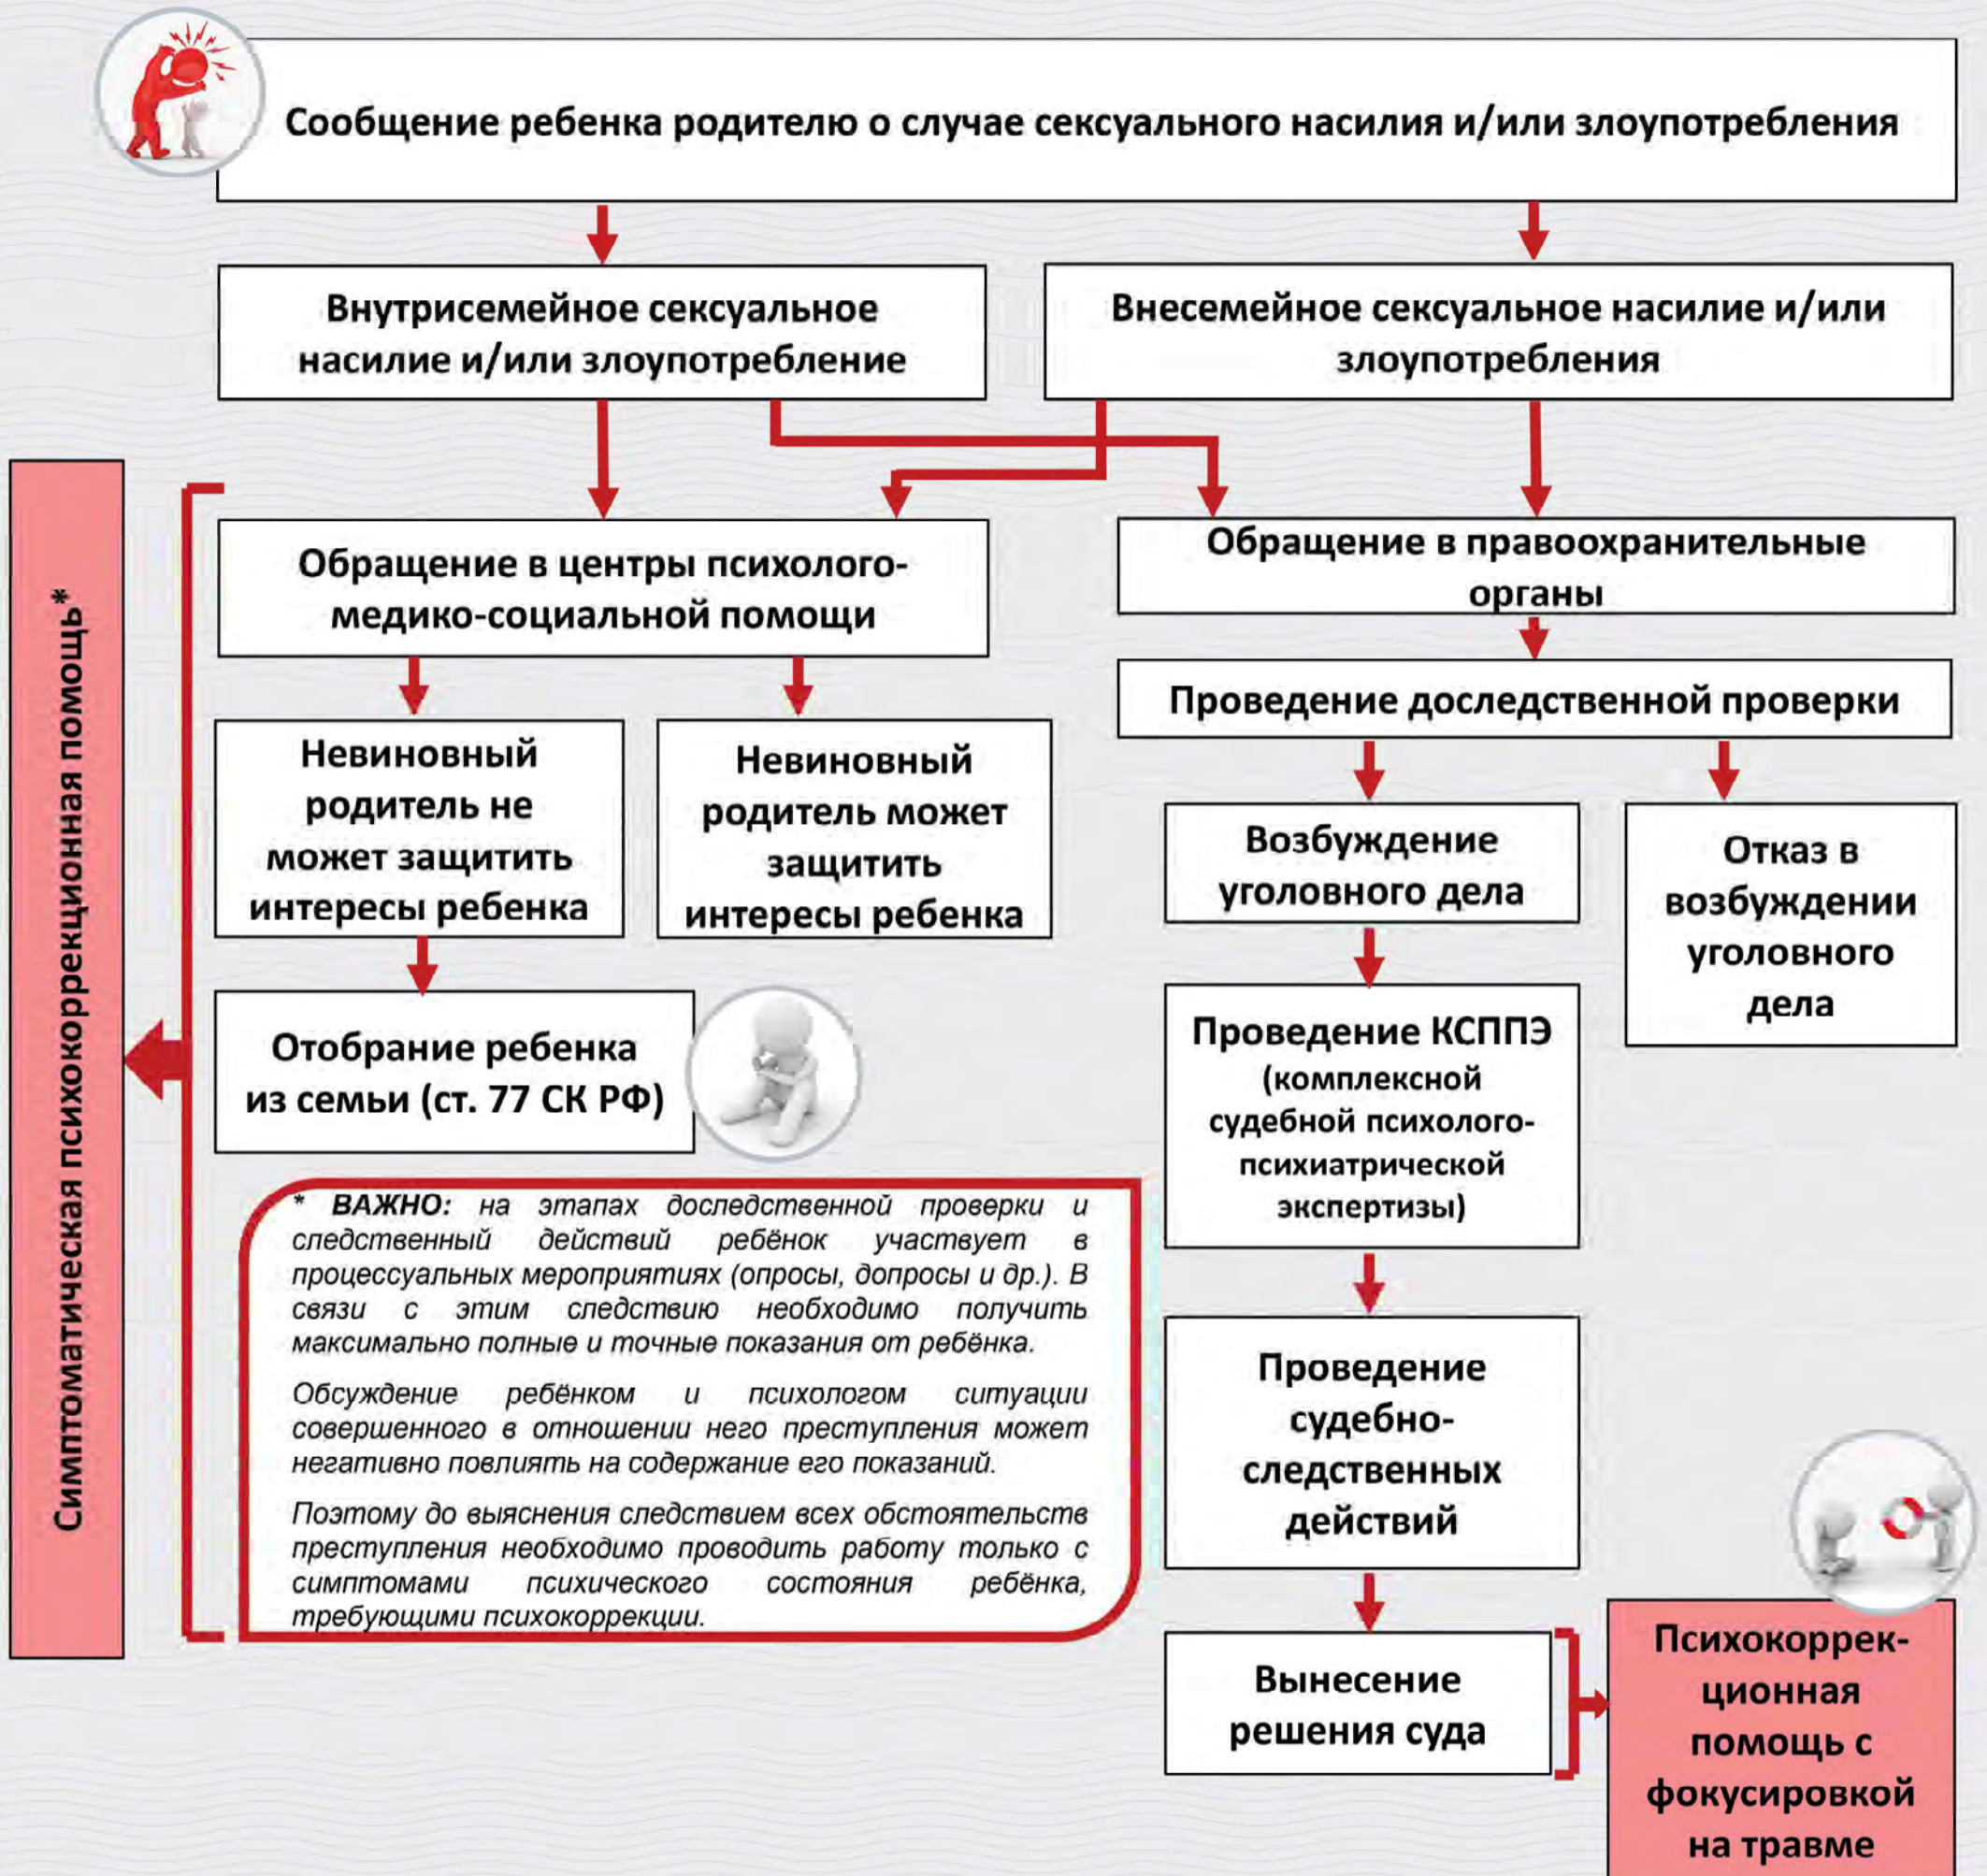 Сообщение ребенка родителю о случае сексуального насилия и/или злоупотребления
Внутрисемейное сексуальное
насилие и/или злоупотребление
Внесемейное сексуальное насилие и/или
злоупотребления
Симптоматическая психокоррекционная помощь*
Обращение в центры психолого-
медико-социальной помощи
Обращение в правоохранительные
органы
Проведение доследственной проверки
Невиновный
родитель не
может защитить
интересы ребенка
Невиновный
родитель может
защитить
интересы ребенка
Возбуждение
уголовного дела
Отказ в
возбуждении
уголовного
дела
Отобрание ребенка
из семьи (ст. 77 СК РФ)
Проведение КСППЭ
(комплексной
судебной психолого-
психиатрической
экспертизы)
* ВАЖНО: на этапах доследственной проверки и
следственный действий ребёнок участвует в
процессуальных мероприятиях (опросы, допросы и др.). В
связи с этим следствию необходимо получить
максимально полные и точные показания от ребёнка.
Обсуждение ребёнком и психологом ситуации
совершенного в отношении него преступления может
негативно повлиять на содержание его показаний.
Поэтому до выяснения следствием всех обстоятельств
преступления необходимо проводить работу только с
симптомами психического состояния ребёнка,
требующими психокоррекции.
Проведение
судебно-
следственных
действий
Вынесение
решения суда
Психокоррек-
ционная
помощь с
фокусировкой
на травме